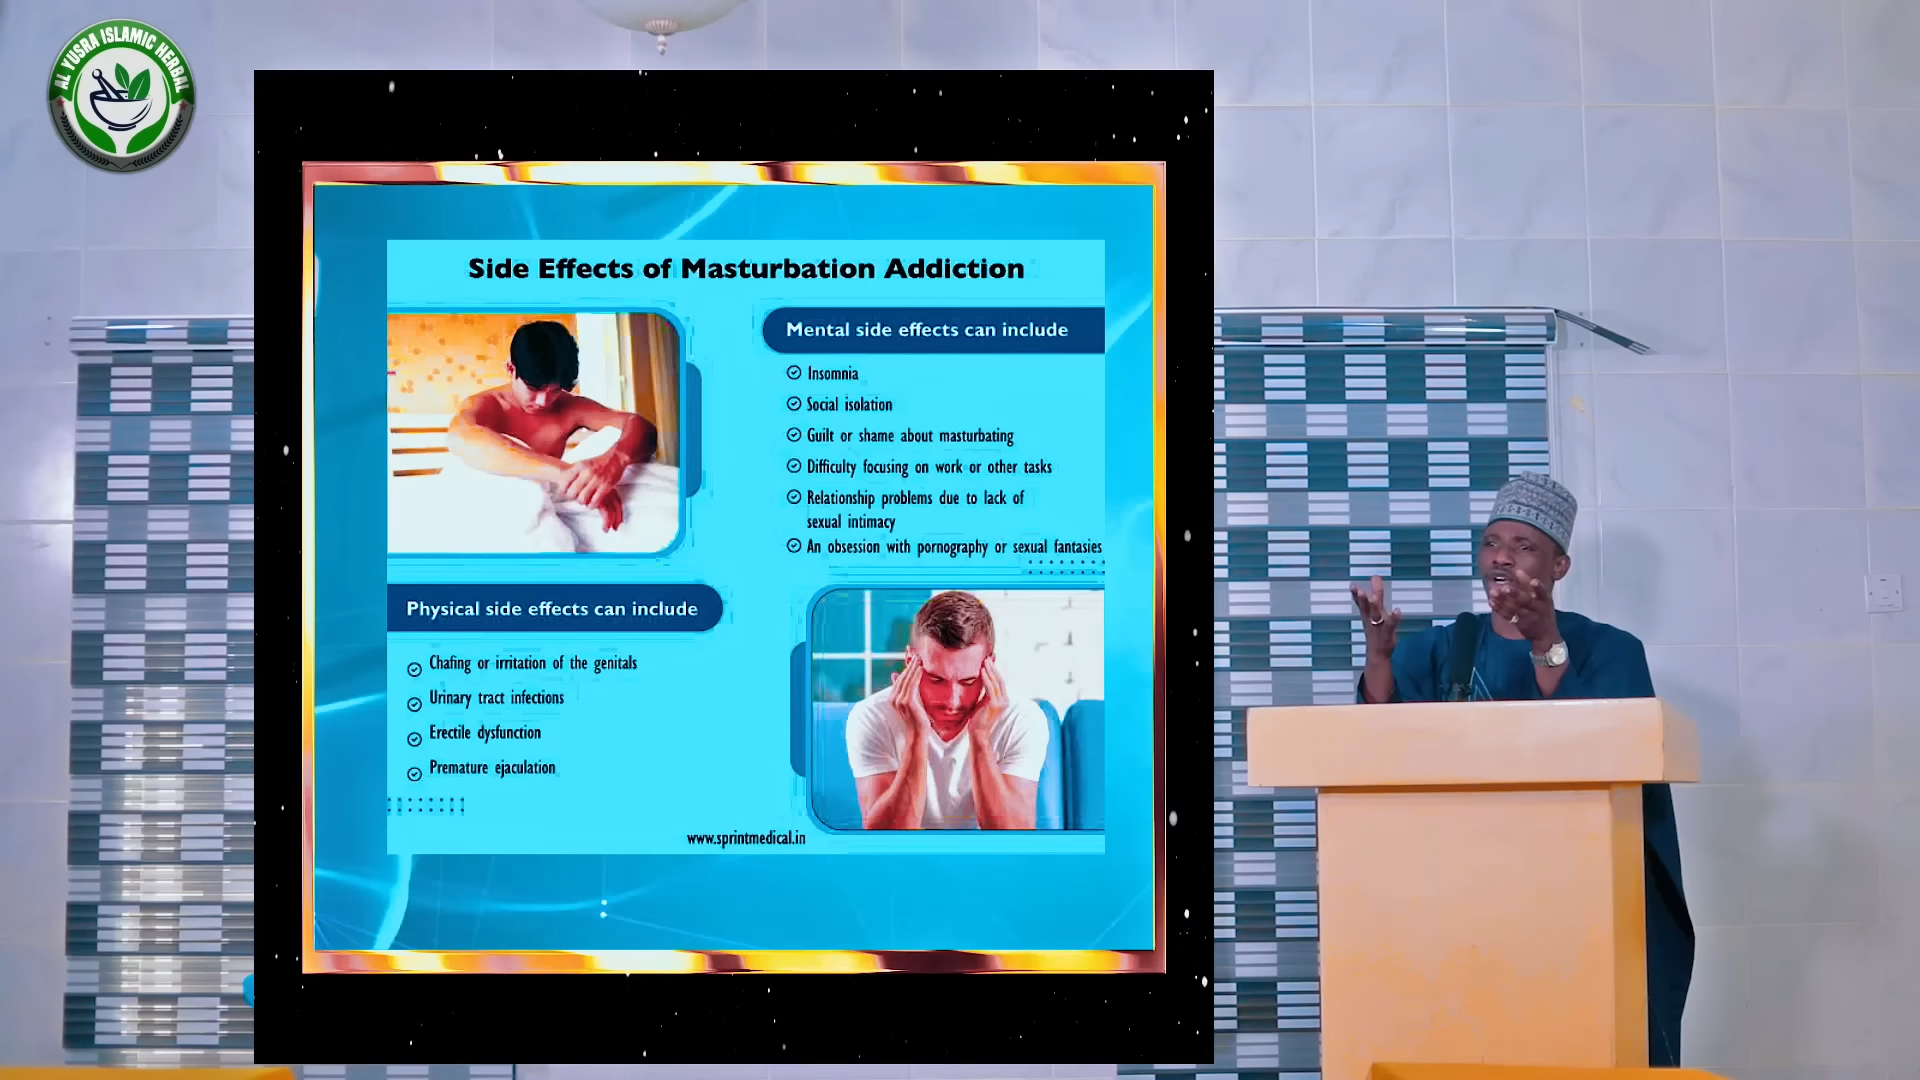 AL YUSRA ISLAMIC HERBAL
Side Effects of Masturbation Addiction
Mental side effects can include
Insomnia
Social isolation
Guilt or shame about masturbating
Difficulty focusing on work or other tasks
Relationship problems due to lack of
sexual intimacy
An obsession with pornography or sexual fantasies
Physical side effects can include
Chafing or irritation of the genitals
Urinary tract infections
Erectile dysfunction
Premature ejaculation
www.sprintmedical.in